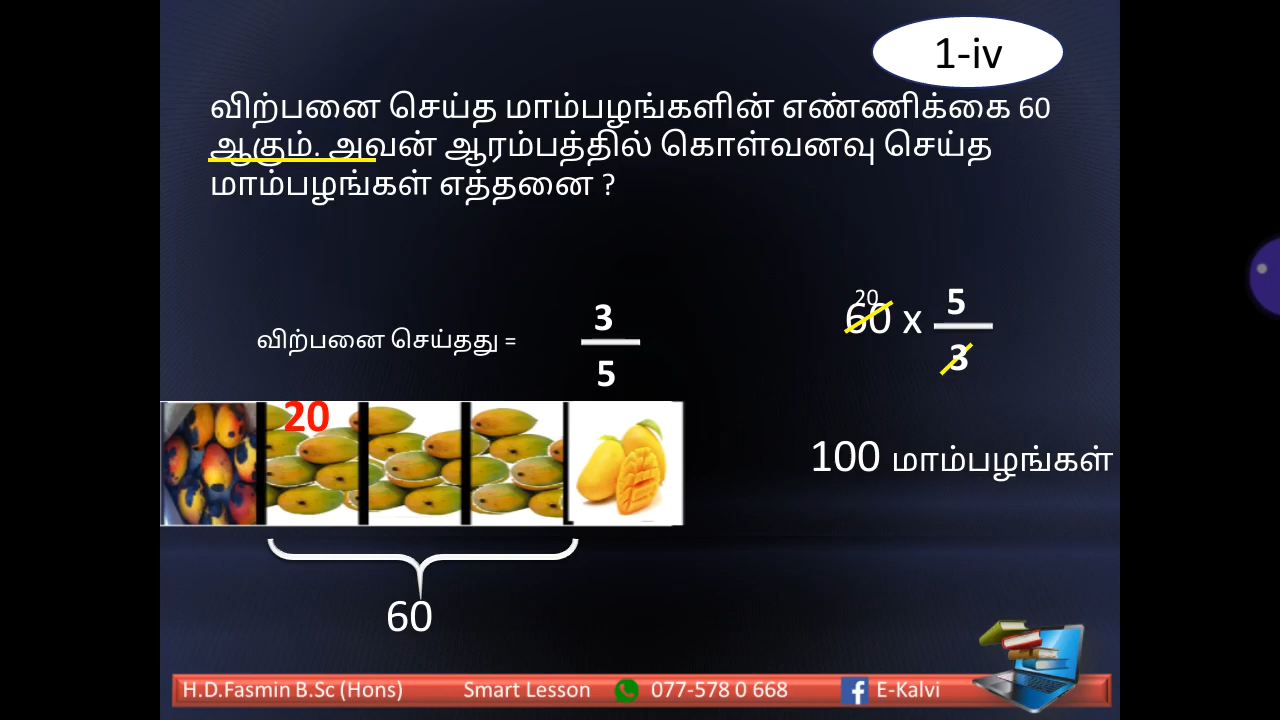 1-iv
விற்பனை செய்த மாம்பழங்களின் எண்ணிக்கை 60
ஆகும். அவன் ஆரம்பத்தில் கொள்வனவு செய்த
மாம்பழங்கள் எத்தனை ?
விற்பனை செய்தது =
3
5
20
60 x
5
3
20
100 மாம்பழங்கள்
60
H.D.Fasmin B.Sc (Hons) Smart Lesson 077-578 0 668 E-Kalvi